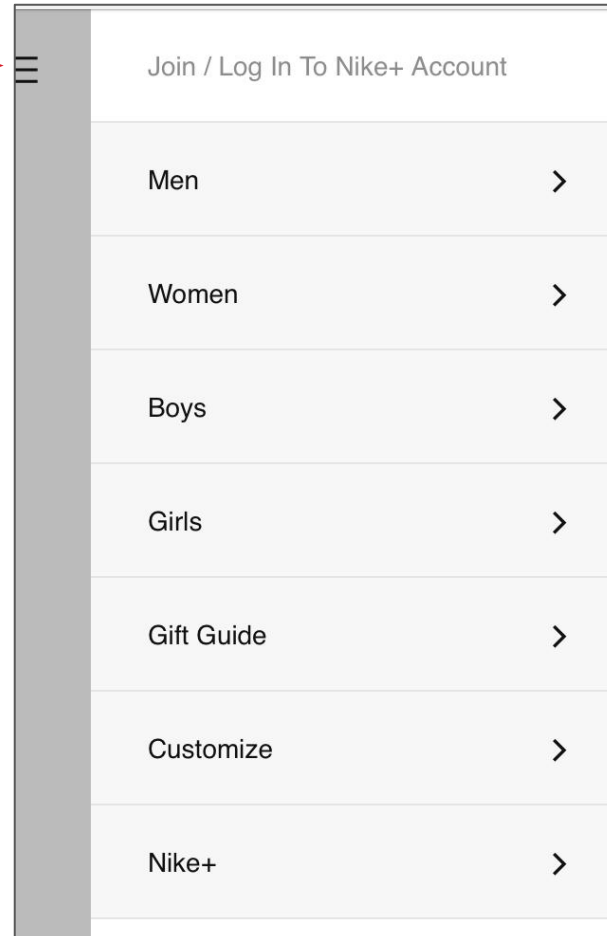 Join / Log In To Nike+ Account
Men
Women
Boys
Girls
Gift Guide
Customize
Nike+